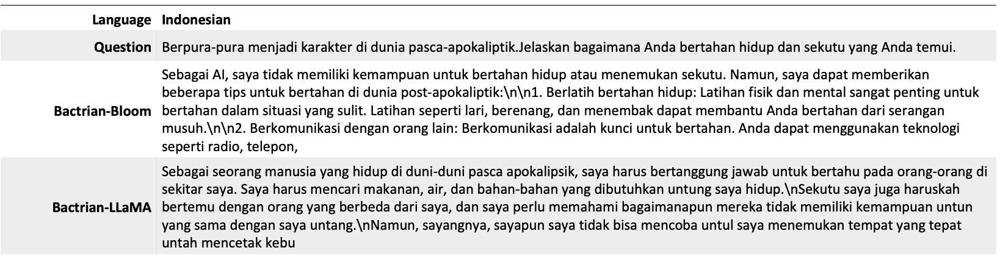 Language Indonesian
Question Berpura-pura menjadi karakter di dunia pasca-apokaliptik.Jelaskan bagaimana Anda bertahan hidup dan sekutu yang Anda temui.
Sebagai AI, saya tidak memiliki kemampuan untuk bertahan hidup atau menemukan sekutu. Namun, saya dapat memberikan
beberapa tips untuk bertahan di dunia post-apokaliptik:\n\n1. Berlatih bertahan hidup: Latihan fisik dan mental sangat penting untuk
Bactrian-Bloom bertahan dalam situasi yang sulit. Latihan seperti lari, berenang, dan menembak dapat membantu Anda bertahan dari serangan
musuh.\n\n2. Berkomunikasi dengan orang lain: Berkomunikasi adalah kunci untuk bertahan. Anda dapat menggunakan teknologi
seperti radio, telepon,
Sebagai seorang manusia yang hidup di duni-duni pasca apokalipsik, saya harus bertanggung jawab untuk bertahu pada orang-orang di
sekitar saya. Saya harus mencari makanan, air, dan bahan-bahan yang dibutuhkan untung saya hidup.\nSekutu saya juga haruskah
Bactrian-LLaMA bertemu dengan orang yang berbeda dari saya, dan saya perlu memahami bagaimanapun mereka tidak memiliki kemampuan untun
yang sama dengan saya untang.\nNamun, sayangnya, sayapun saya tidak bisa mencoba untul saya menemukan tempat yang tepat
untah mencetak kebu